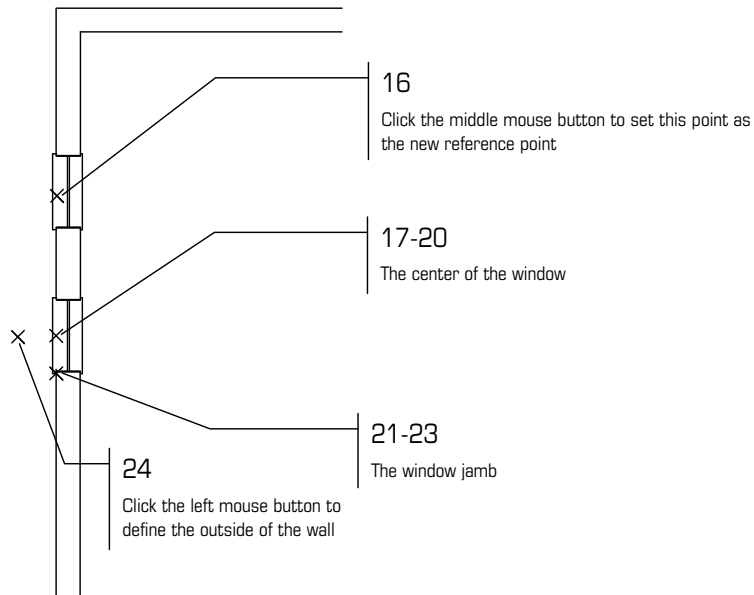 16
Click the middle mouse button to set this point as
the new reference point
17-20
The center of the window
21-23
The window jamb
24
Click the left mouse button to
define the outside of the wall